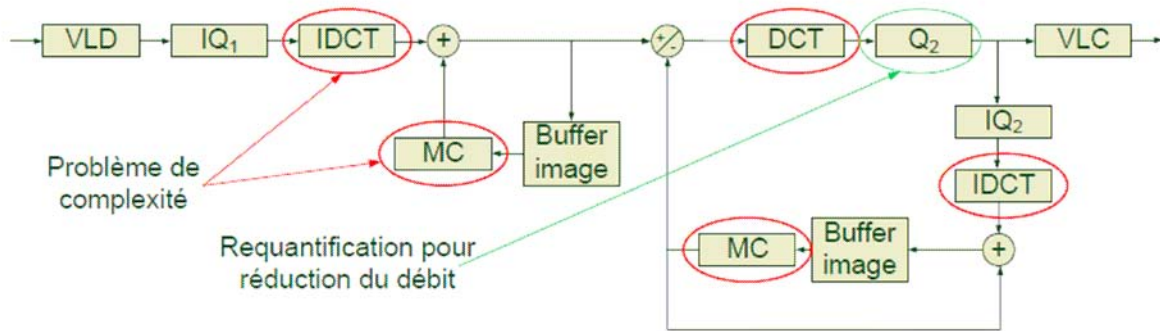 VLD
IQ1
IDCT
+
+/-
DCT
Q2
VLC
MC
Buffer
image
IQ2
IDCT
Problème de
complexité
Requantification pour
réduction du débit
MC
Buffer
image
+